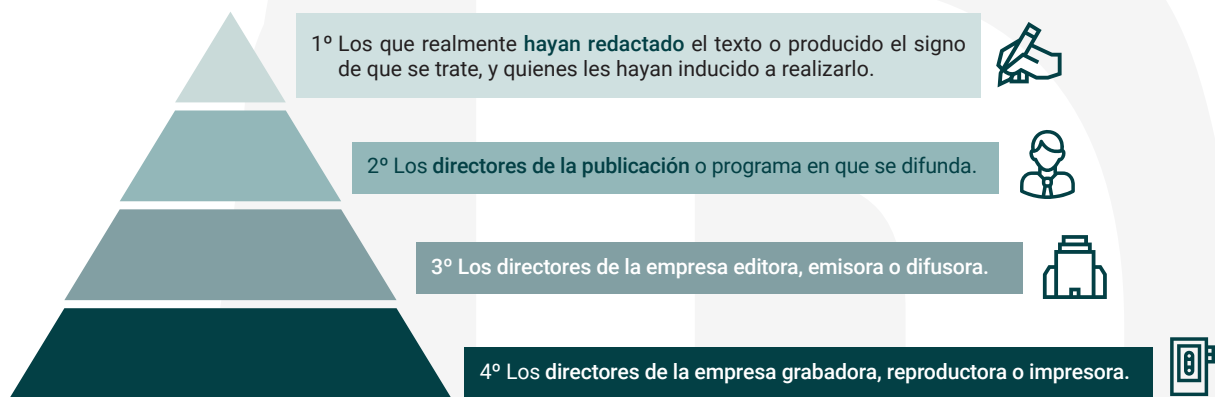 1º Los que realmente hayan redactado el texto o producido el signo
de que se trate, y quienes les hayan inducido a realizarlo.
2º Los directores de la publicación o programa en que se difunda.
3º Los directores de la empresa editora, emisora o difusora.
4º Los directores de la empresa grabadora, reproductora o impresora.